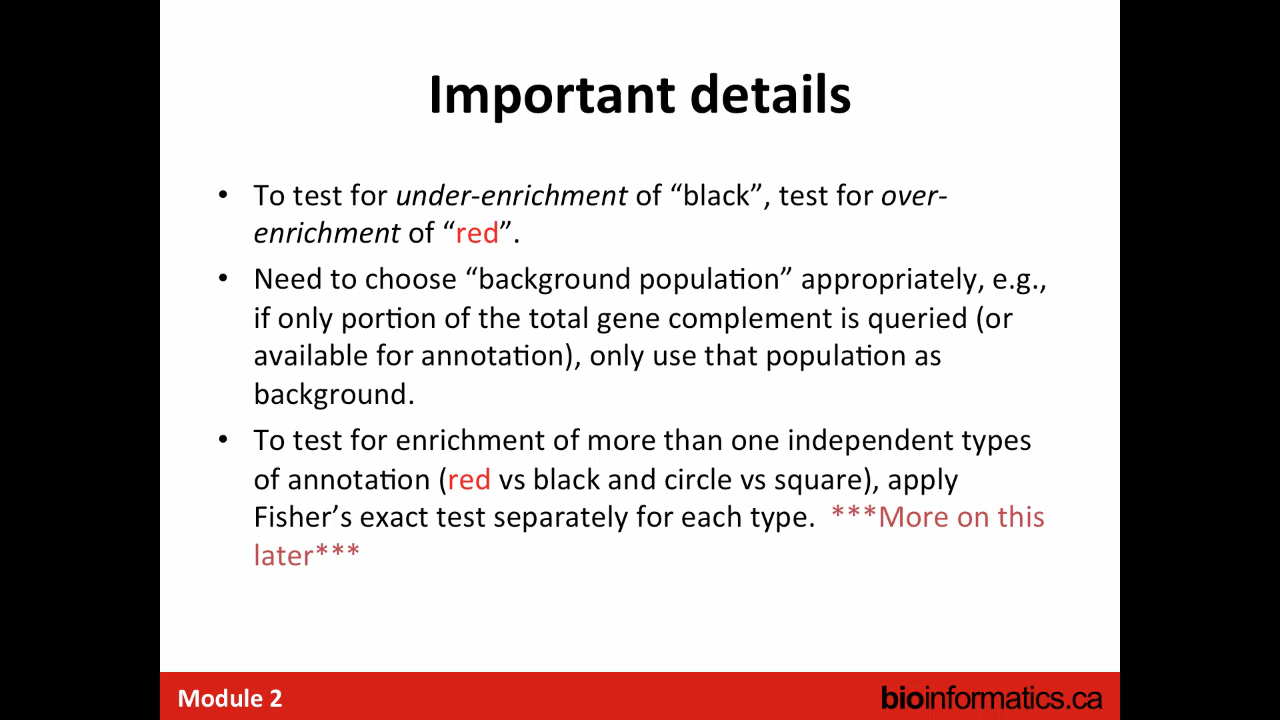 Important details
• To test for under-enrichment of “black”, test for over-
enrichment of “red”.
• Need to choose “background population” appropriately, e.g.,
if only portion of the total gene complement is queried (or
available for annotation), only use that population as
background.
• To test for enrichment of more than one independent types
of annotation (red vs black and circle vs square), apply
Fisher’s exact test separately for each type.  ***More on this
later***
Module 2
bioinformatics.ca